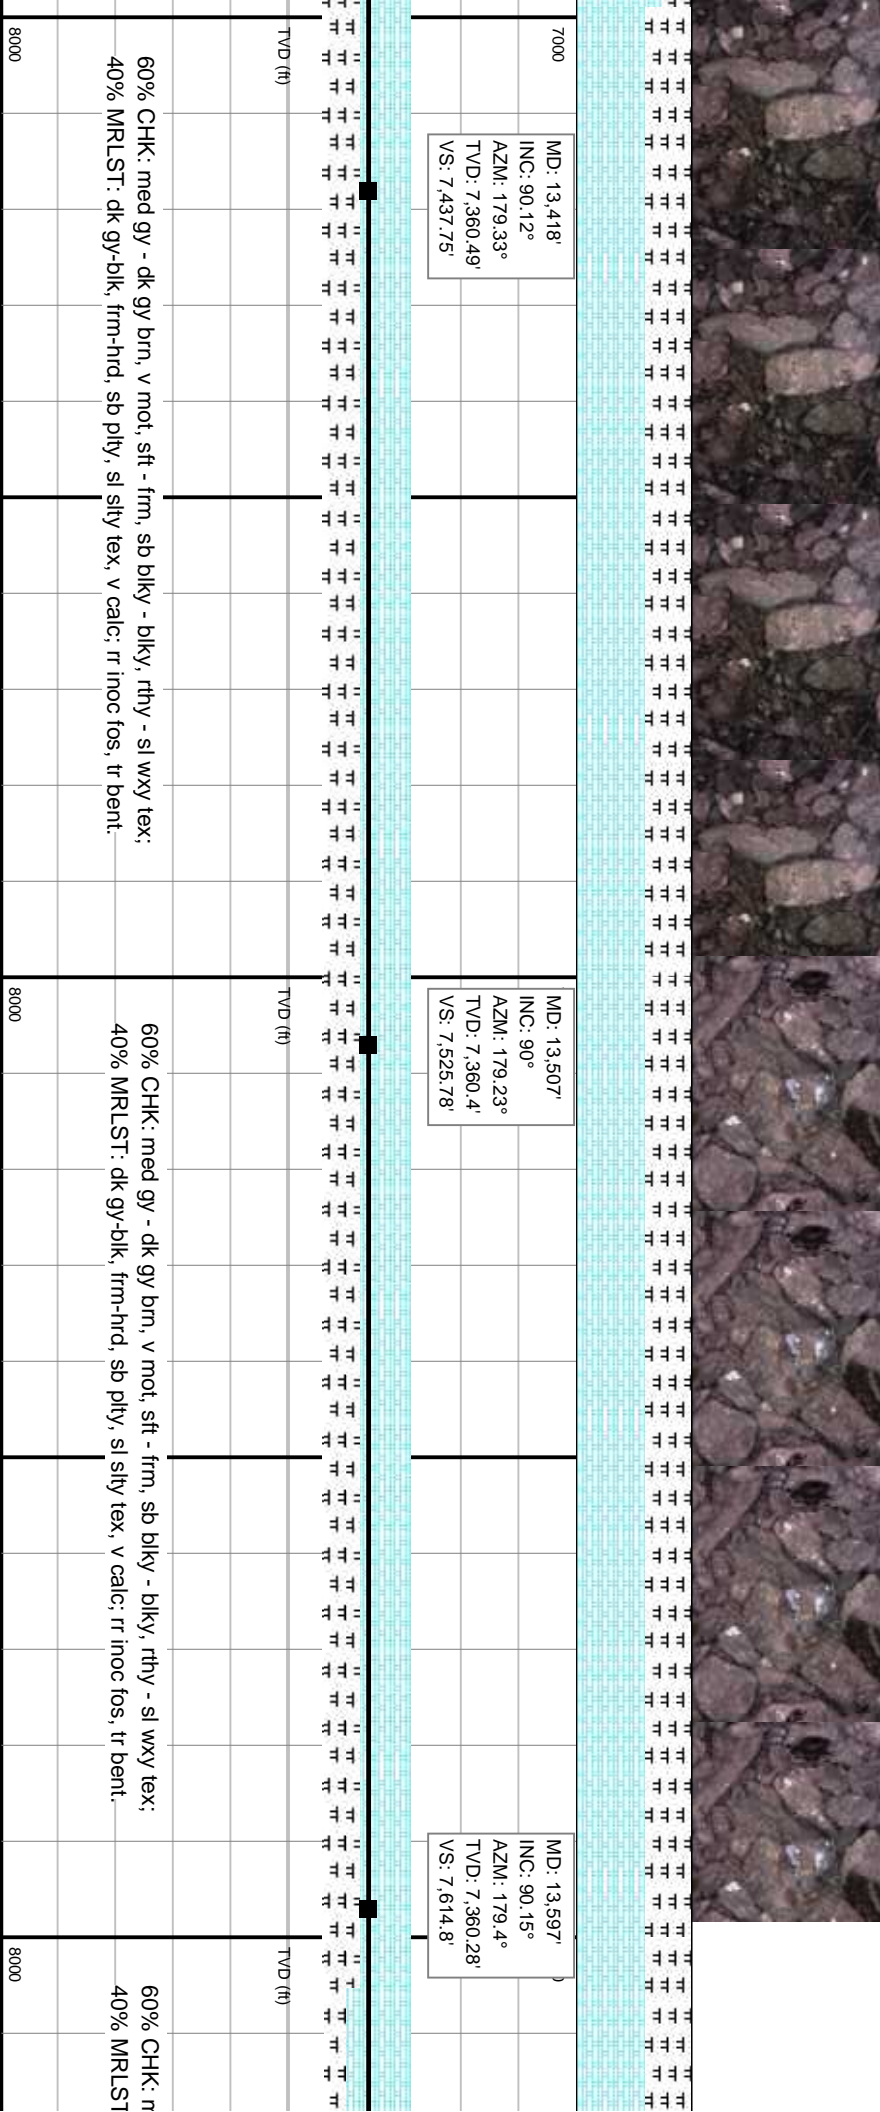 8000
TVD (ft)
7000
MD: 13,418'
INC: 90.12°
AZM: 179.33°
TVD: 7,360.49'
VS: 7,437.75'
60% CHK: med gy - dk gy brn, v mot, sft - frm, sb blky - blky, rthy - sl wxy tex;
40% MRLST: dk gy-blk, frm-hrd, sb plty, sl slty tex, v calc; rr inoc fos, tr bent.
8000
TVD (ft)
MD: 13,507'
INC: 90°
AZM: 179.23°
TVD: 7,360.4'
VS: 7,525.78'
60% CHK: med gy - dk gy brn, v mot, sft - frm, sb blky - blky, rthy - sl wxy tex;
40% MRLST: dk gy-blk, frm-hrd, sb plty, sl slty tex, v calc; rr inoc fos, tr bent.
MD: 13,597'
INC: 90.15°
AZM: 179.4°
TVD: 7,360.28'
VS: 7,614.8'
8000
TVD (ft)
60% CHK:
40% MRLST